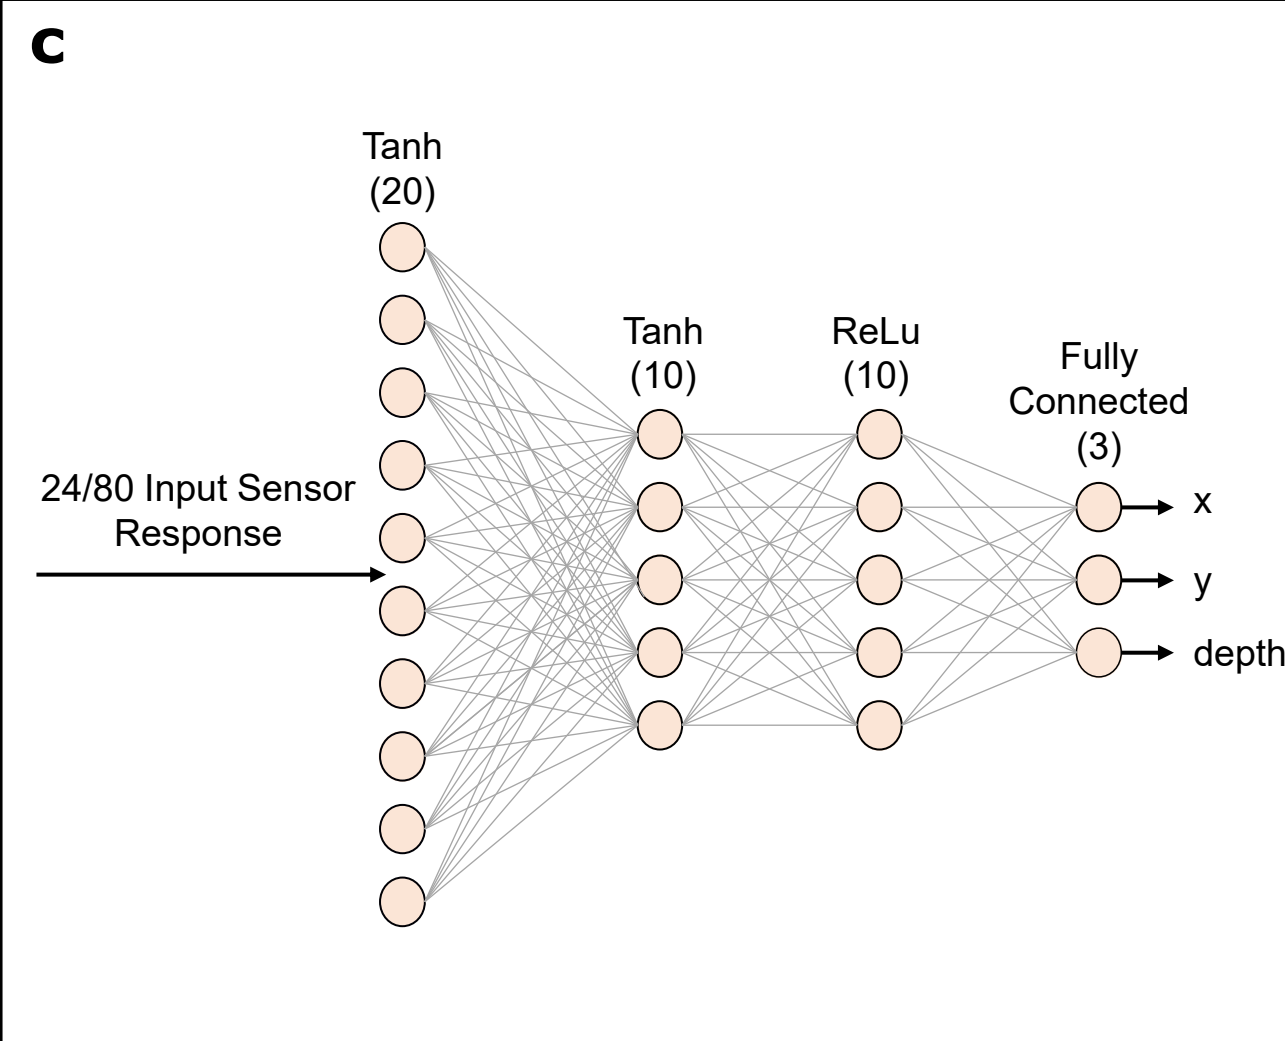 c
Tanh
(20)
Tanh
(10)
ReLu
(10)
Fully
Connected
(3)
24/80 Input Sensor
Response
x
y
depth